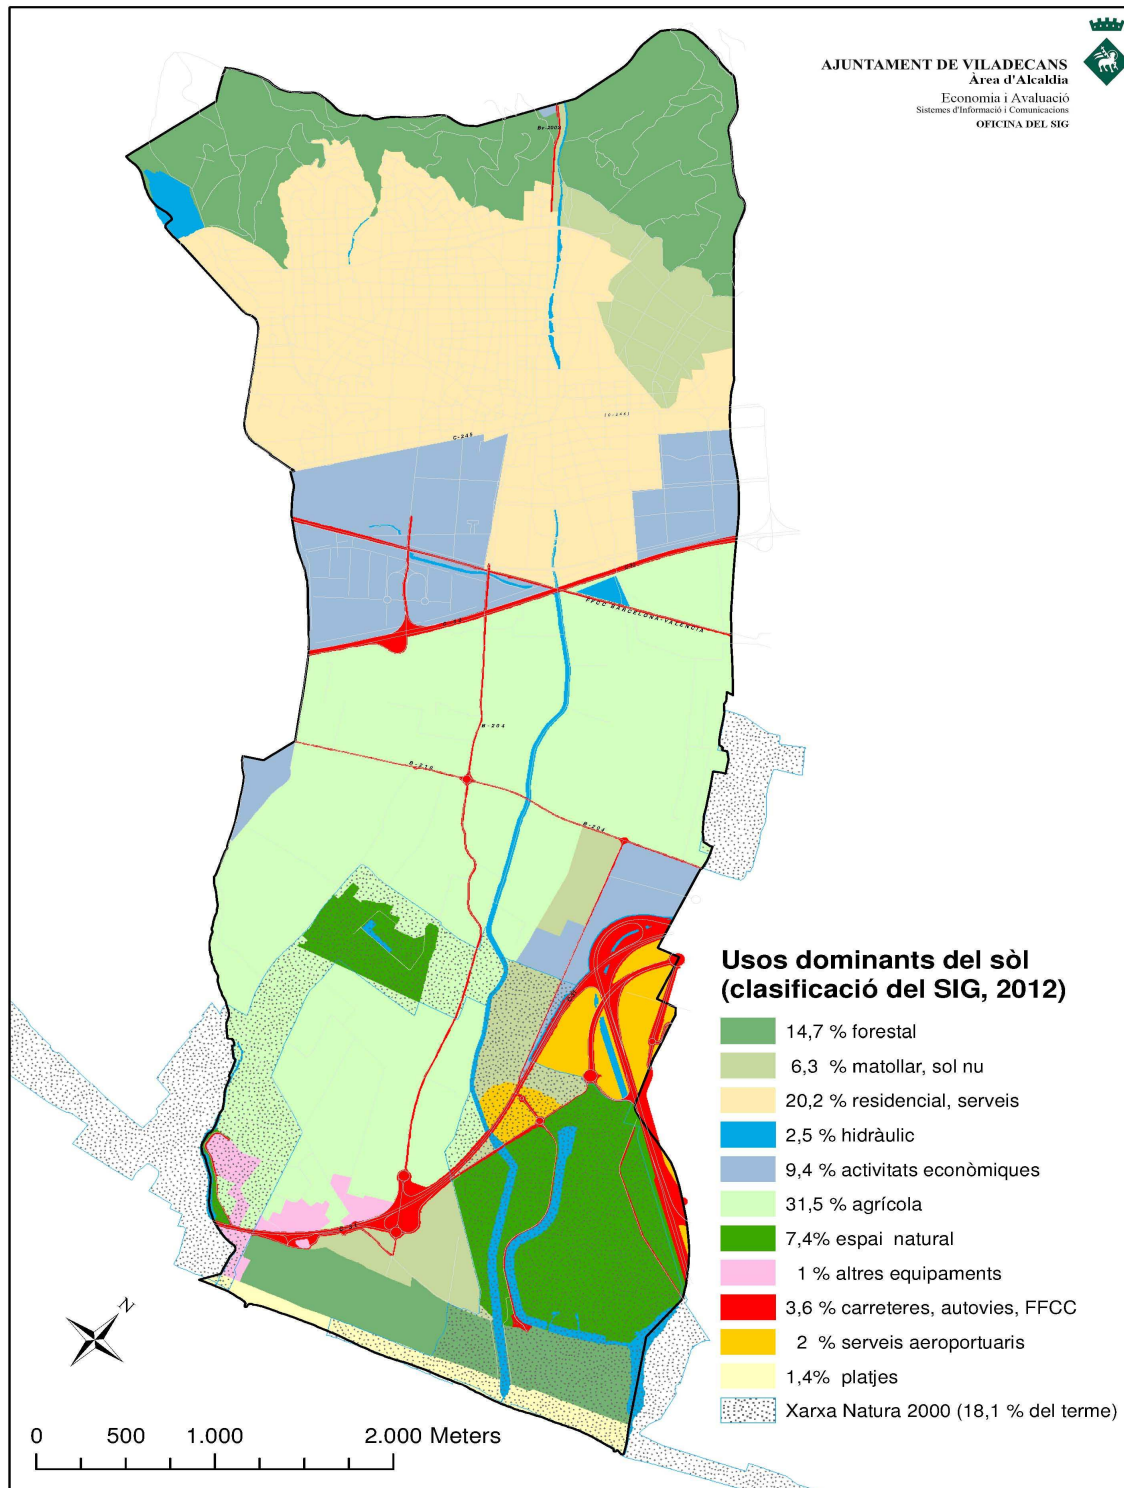 AJUNTAMENT DE VILADECANS
Àrea d'Alcaldia
Economia i Avaluació
Sistemes d'Informació i Comunicacions
OFICINA DEL SIG
Bv-2003
(C-245)
C-245
FFCC BARCELONA-VALENCIA
B-204
B-210
B-204
Usos dominants del sòl
(clasificació del SIG, 2012)
14,7 % forestal
6,3 % matollar, sol nu
20,2 % residencial, serveis
2,5 % hidràulic
9,4 % activitats econòmiques
31,5 % agrícola
7,4% espai natural
1 % altres equipaments
3,6 % carreteres, autovies, FFCC
2 % serveis aeroportuaris
1,4% platjes
Xarxa Natura 2000 (18,1 % del terme)
N
0 500 1.000 2.000 Meters